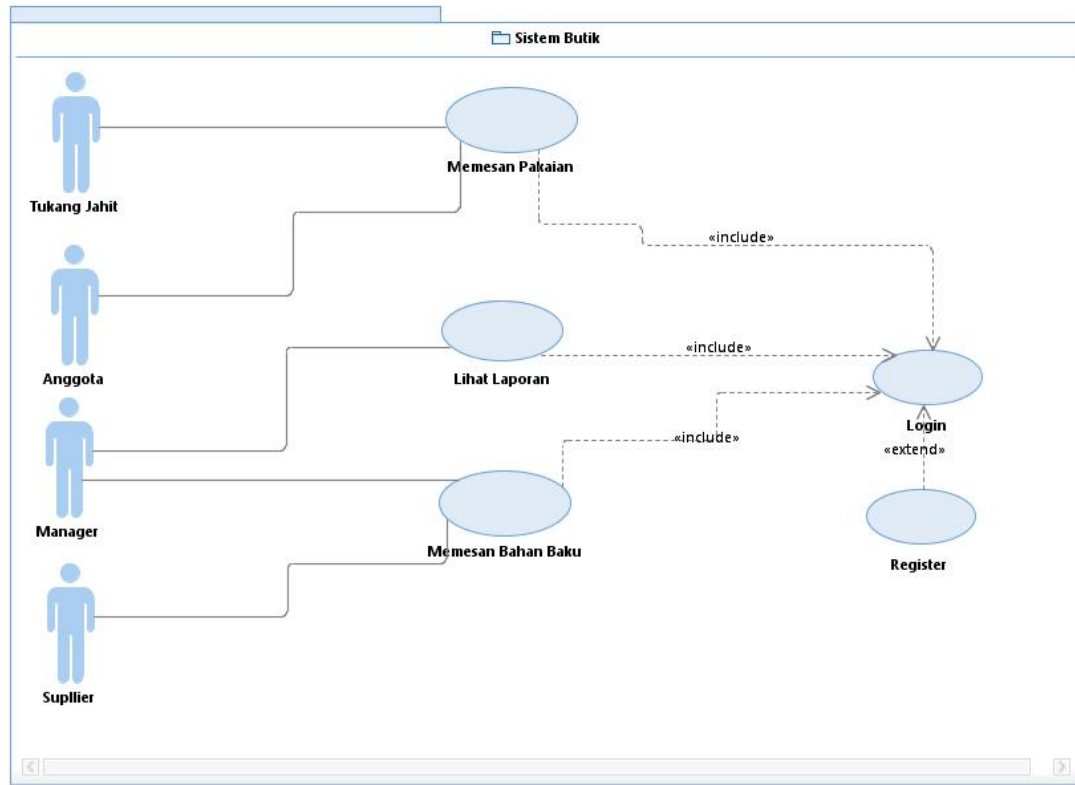 Sistem Butik
Tukang Jahit
Memesan Pakaian
«include»
Anggota
Lihat Laporan
«include»
Login
Manager
Memesan Bahan Baku
«include»
«extend»
Register
Supllier